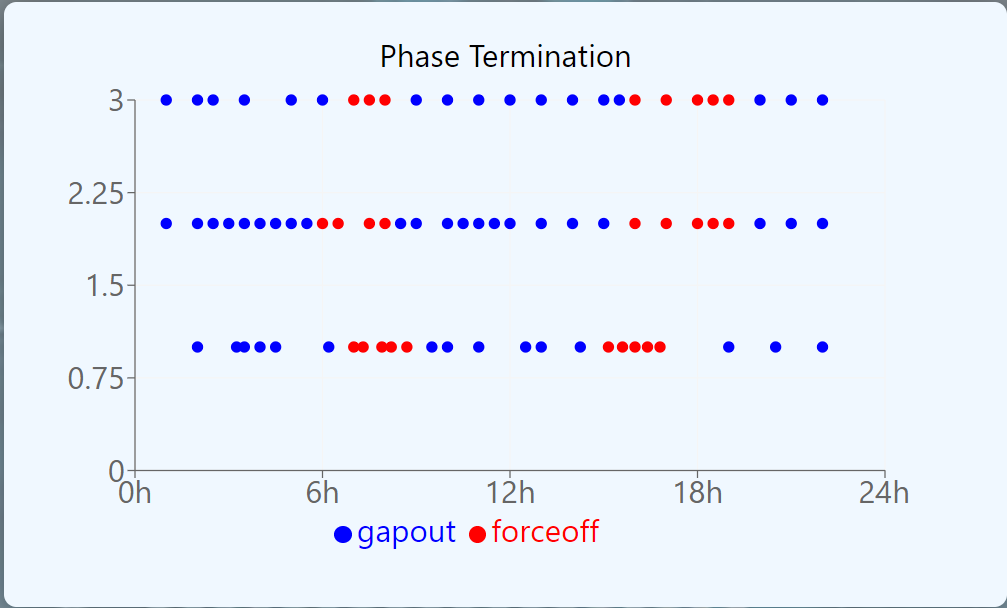 Phase Termination
3
2.25
1.5
0.75
0
0h 6h 12h 18h 24h
gapout forceoff